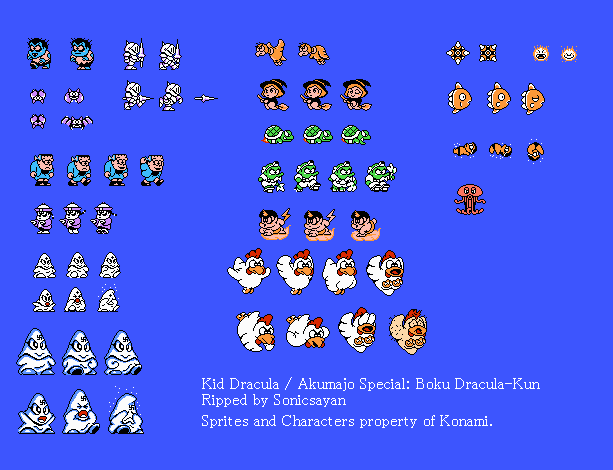 Kid Dracula / Akumajo Special: Boku Dracula-Kun
Ripped by Sonicsayan
Sprites and Characters property of Konami.